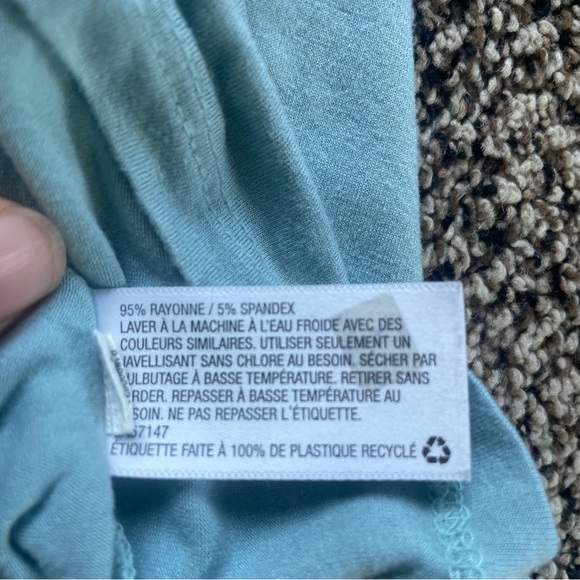 95% RAYONNE / 5% SPANDEX
LAVER À LA MACHINE À L'EAU FROIDE AVEC DES
COULEURS SIMILAIRES. UTILISER SEULEMENT UN
JAVELLISANT SANS CHLORE AU BESOIN. SÉCHER PAR
CULBUTAGE À BASSE TEMPÉRATURE. RETIRER SANS
REPASSER À BASSE TEMPÉRATURE AU
NE PAS REPASSER L'ÉTIQUETTE.
ÉTIQUETTE FAITE À 100% DE PLASTIQUE RECYCLÉ